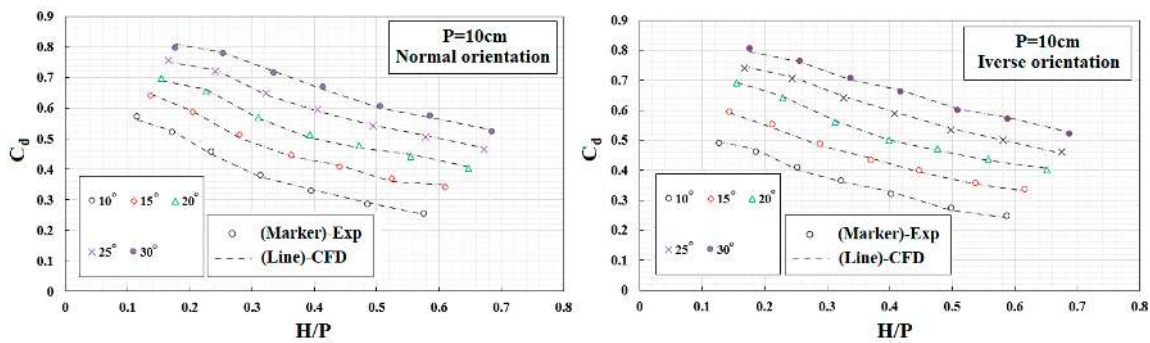 0.9
0.8
0.7
0.6
0.5
0.4
0.3
0.2
0.1
0
C_d
P=10cm
Normal orientation
10° 15° 20°
25° 30°
(Marker)-Exp
(Line)-CFD
0 0.1 0.2 0.3 0.4 0.5 0.6 0.7 0.8
H/P
0.9
0.8
0.7
0.6
0.5
0.4
0.3
0.2
0.1
0
C_d
P=10cm
Iverse orientation
10° 15° 20°
25° 30°
(Marker)-Exp
(Line)-CFD
0 0.1 0.2 0.3 0.4 0.5 0.6 0.7 0.8
H/P